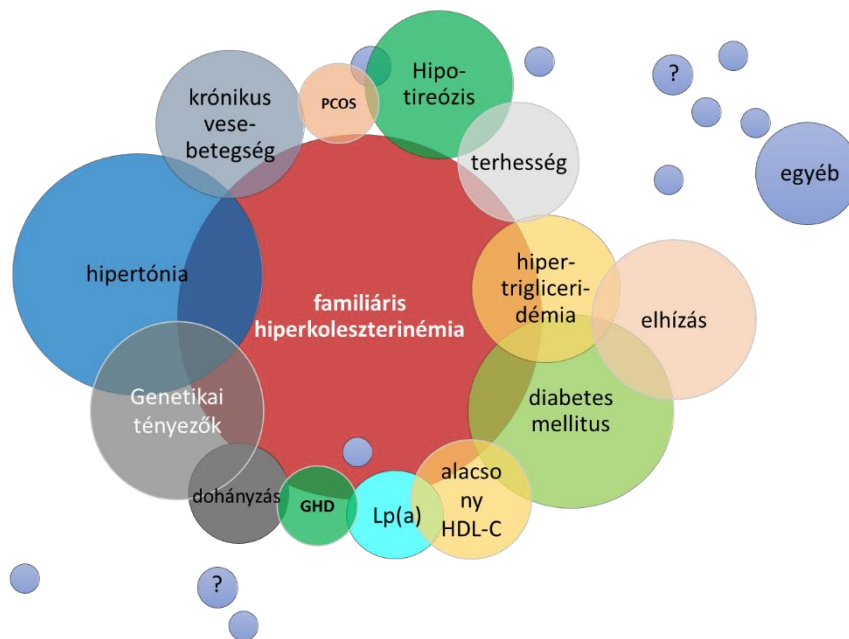 Hipo-
tireózis
?
krónikus
vese-
betegség
PCOS
terhesség
egyéb
hipertónia
familiáris
hiperkoleszterinémia
hiper-
trigliceri-
démia
elhízás
Genetikai
tényezők
diabetes
mellitus
dohányzás
GHD
Lp(a)
alacso
ny
HDL-C
?